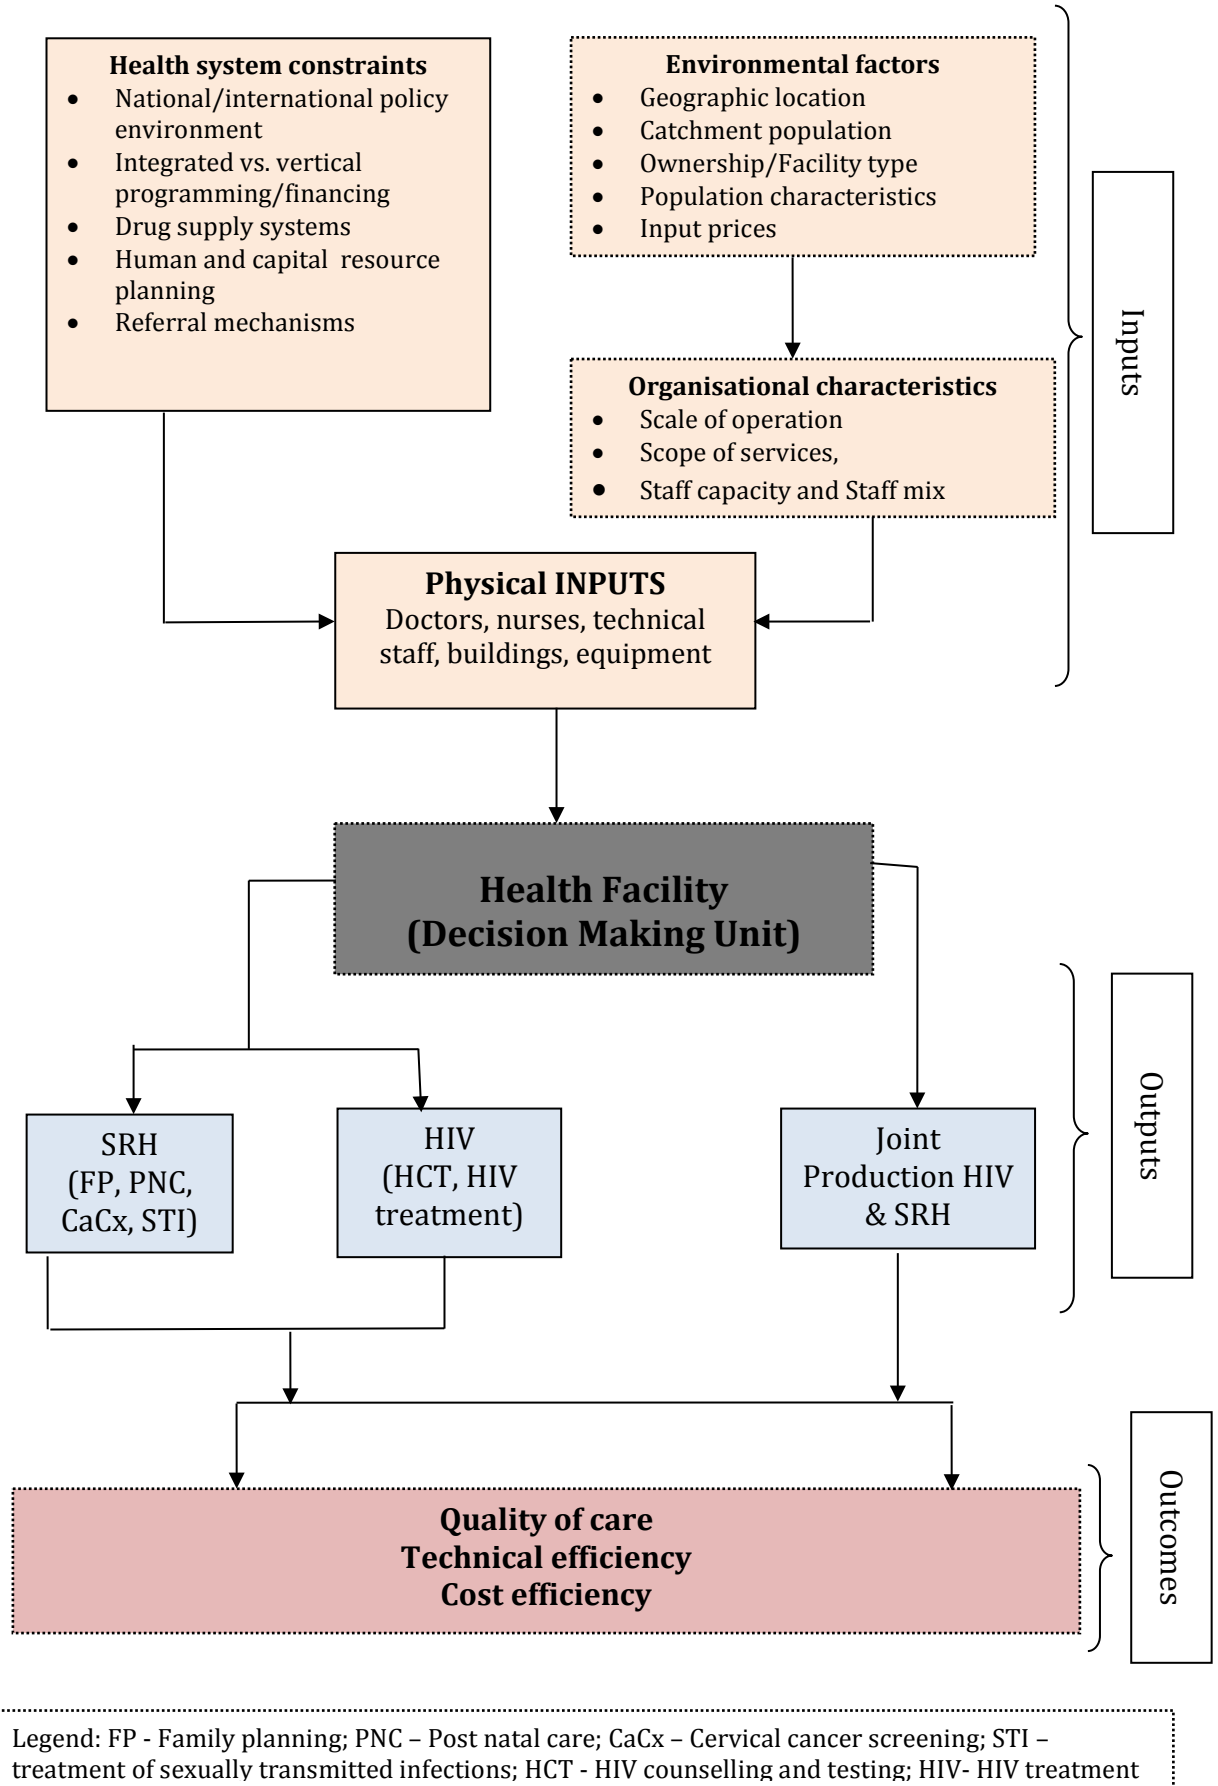 Health system constraints
• National/international policy
environment
• Integrated vs. vertical
programming/financing
• Drug supply systems
• Human and capital resource
planning
• Referral mechanisms
Environmental factors
• Geographic location
• Catchment population
• Ownership/Facility type
• Population characteristics
• Input prices
Organisational characteristics
• Scale of operation
• Scope of services,
• Staff capacity and Staff mix
Inputs
Physical INPUTS
Doctors, nurses, technical
staff, buildings, equipment
Health Facility
(Decision Making Unit)
SRH
(FP, PNC,
CaCx, STI)
HIV
(HCT, HIV
treatment)
Joint
Production HIV
& SRH
Outputs
Quality of care
Technical efficiency
Cost efficiency
Outcomes
Legend: FP - Family planning; PNC – Post natal care; CaCx – Cervical cancer screening; STI –
treatment of sexually transmitted infections; HCT - HIV counselling and testing; HIV- HIV treatment